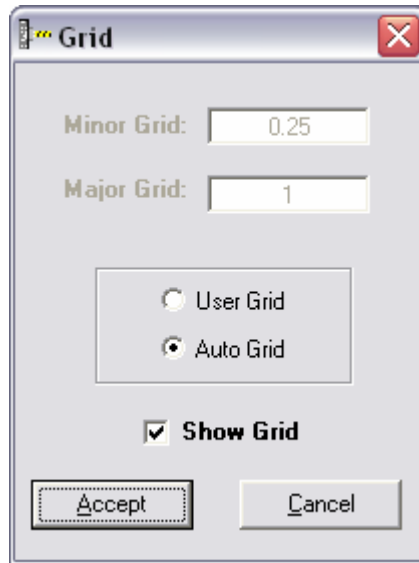 Grid
Minor Grid: 0.25
Major Grid: 1
User Grid
Auto Grid
Show Grid
Accept Cancel